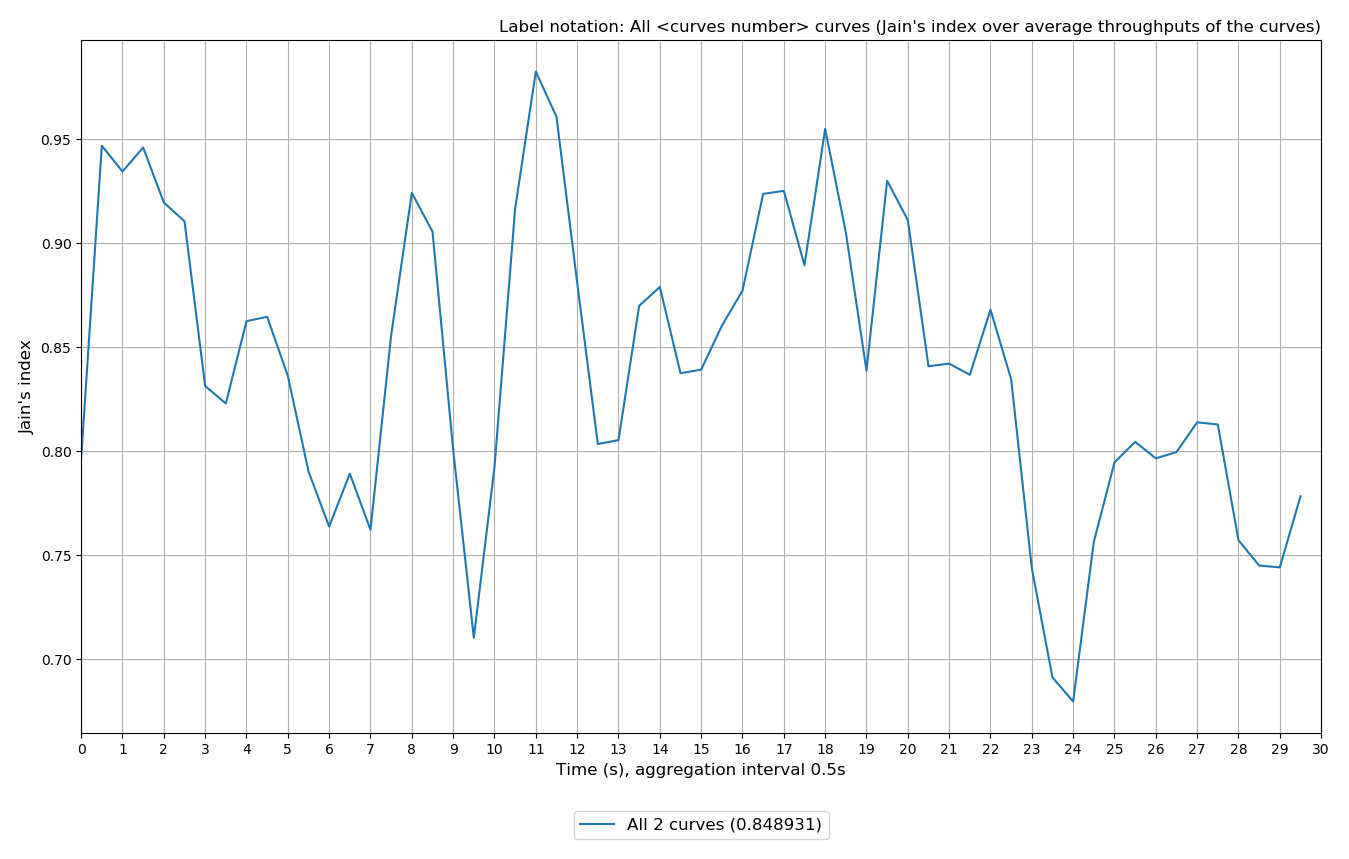 Label notation: All <curves number> curves (Jain's index over average throughputs of the curves)
0.95
0.90
0.85
0.80
0.75
0.70
Jain's index
0 1 2 3 4 5 6 7 8 9 10 11 12 13 14 15 16 17 18 19 20 21 22 23 24 25 26 27 28 29 30
Time (s), aggregation interval 0.5s
All 2 curves (0.848931)